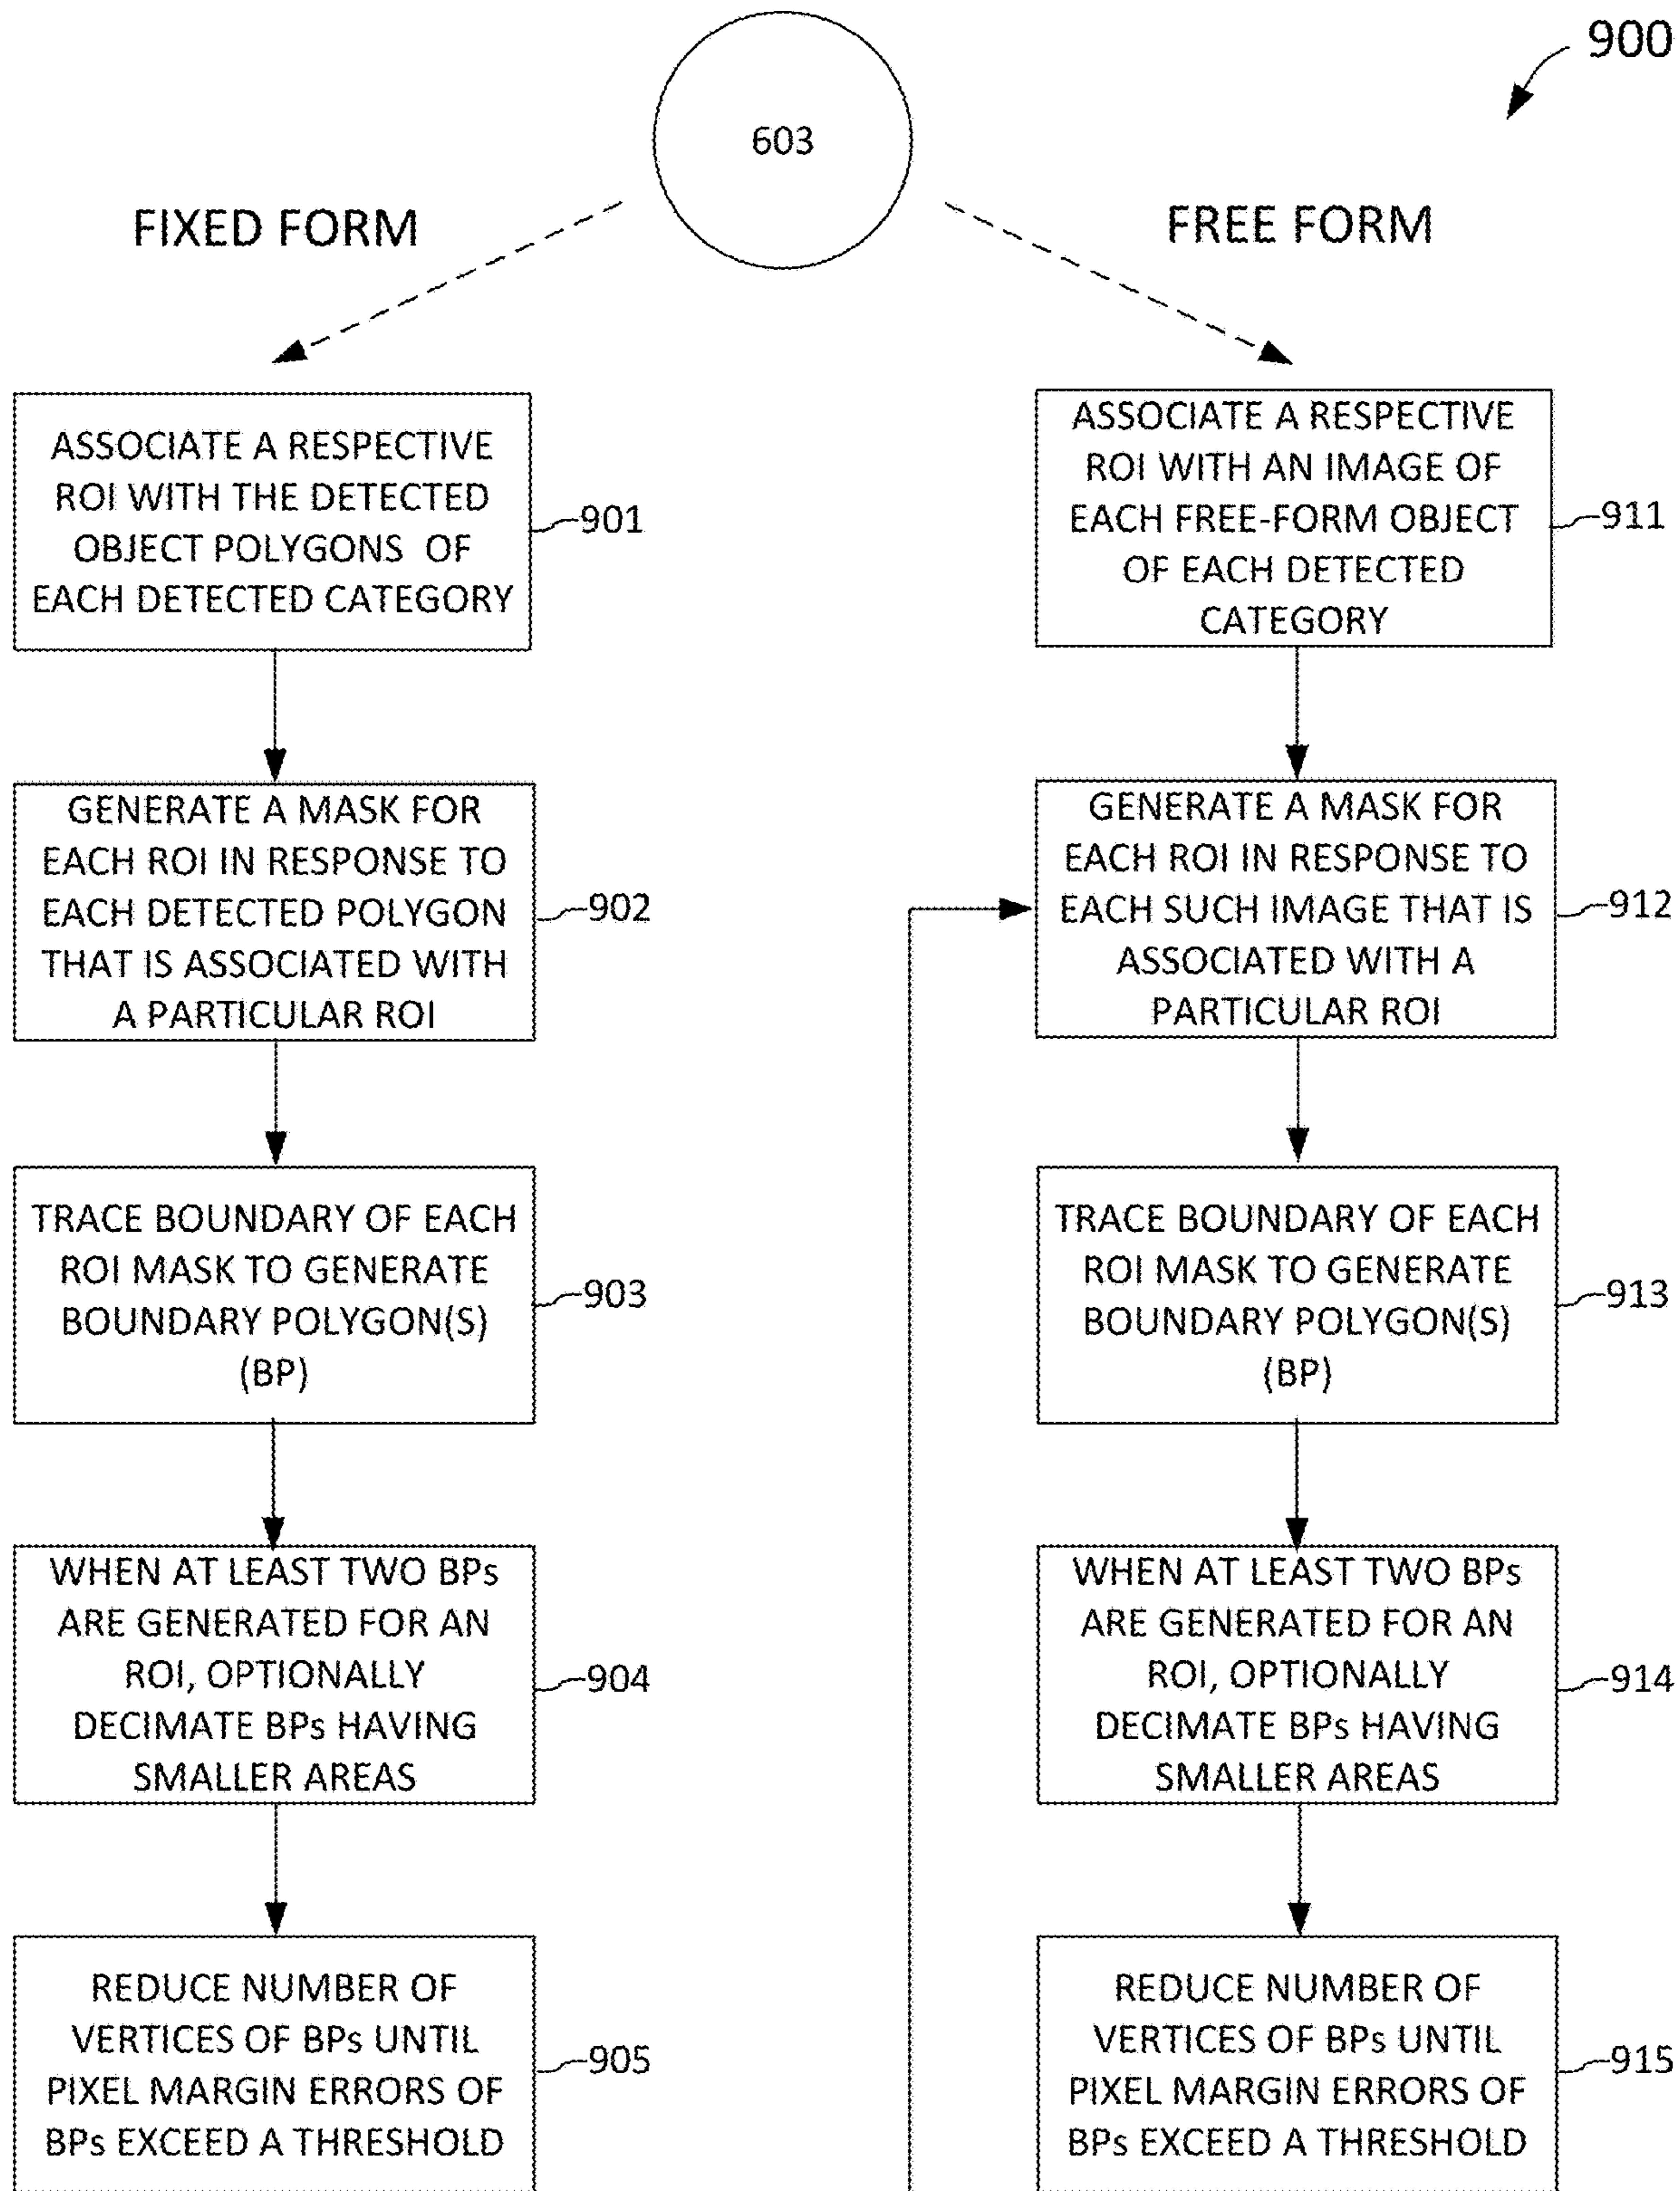 900
603
FIXED FORM
FREE FORM
ASSOCIATE A RESPECTIVE
ROI WITH THE DETECTED
OBJECT POLYGONS OF
EACH DETECTED CATEGORY
901
GENERATE A MASK FOR
EACH ROI IN RESPONSE TO
EACH DETECTED POLYGON
THAT IS ASSOCIATED WITH
A PARTICULAR ROI
902
TRACE BOUNDARY OF EACH
ROI MASK TO GENERATE
BOUNDARY POLYGON(S)
(BP)
903
WHEN AT LEAST TWO BPs
ARE GENERATED FOR AN
ROI, OPTIONALLY
DECIMATE BPs HAVING
SMALLER AREAS
904
REDUCE NUMBER OF
VERTICES OF BPs UNTIL
PIXEL MARGIN ERRORS OF
BPs EXCEED A THRESHOLD
905
ASSOCIATE A RESPECTIVE
ROI WITH AN IMAGE OF
EACH FREE-FORM OBJECT
OF EACH DETECTED
CATEGORY
911
GENERATE A MASK FOR
EACH ROI IN RESPONSE TO
EACH SUCH IMAGE THAT IS
ASSOCIATED WITH A
PARTICULAR ROI
912
TRACE BOUNDARY OF EACH
ROI MASK TO GENERATE
BOUNDARY POLYGON(S)
(BP)
913
WHEN AT LEAST TWO BPs
ARE GENERATED FOR AN
ROI, OPTIONALLY
DECIMATE BPs HAVING
SMALLER AREAS
914
REDUCE NUMBER OF
VERTICES OF BPs UNTIL
PIXEL MARGIN ERRORS OF
BPs EXCEED A THRESHOLD
915